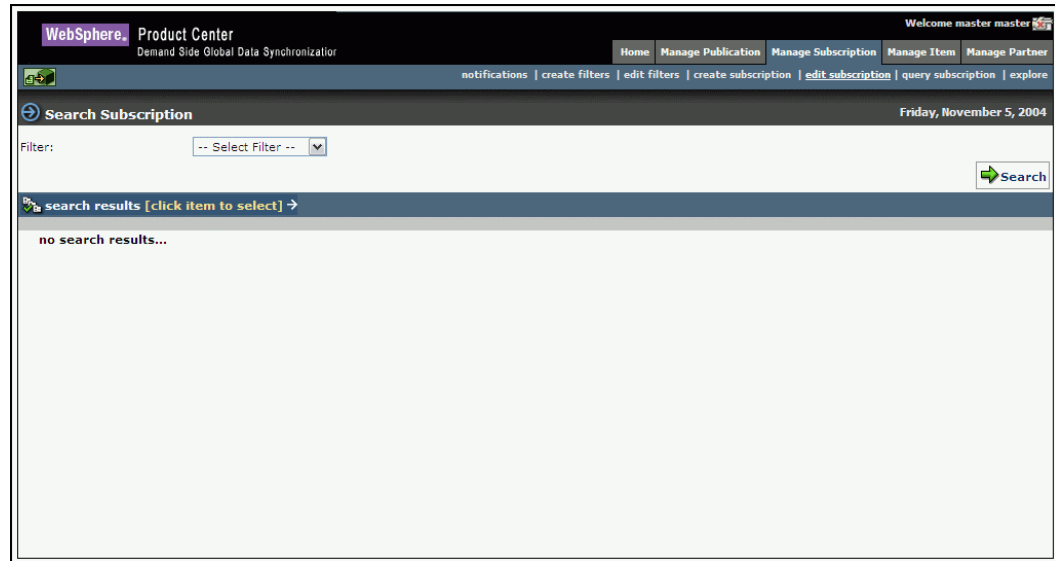 Welcome master master
WebSphere. Product Center
Demand Side Global Data Synchronization
Home Manage Publication Manage Subscription Manage Item Manage Partner
notifications | create filters | edit filters | create subscription | edit subscription | query subscription | explore
Search Subscription Friday, November 5, 2004
Filter: -- Select Filter --
Search
search results [click item to select]
no search results...